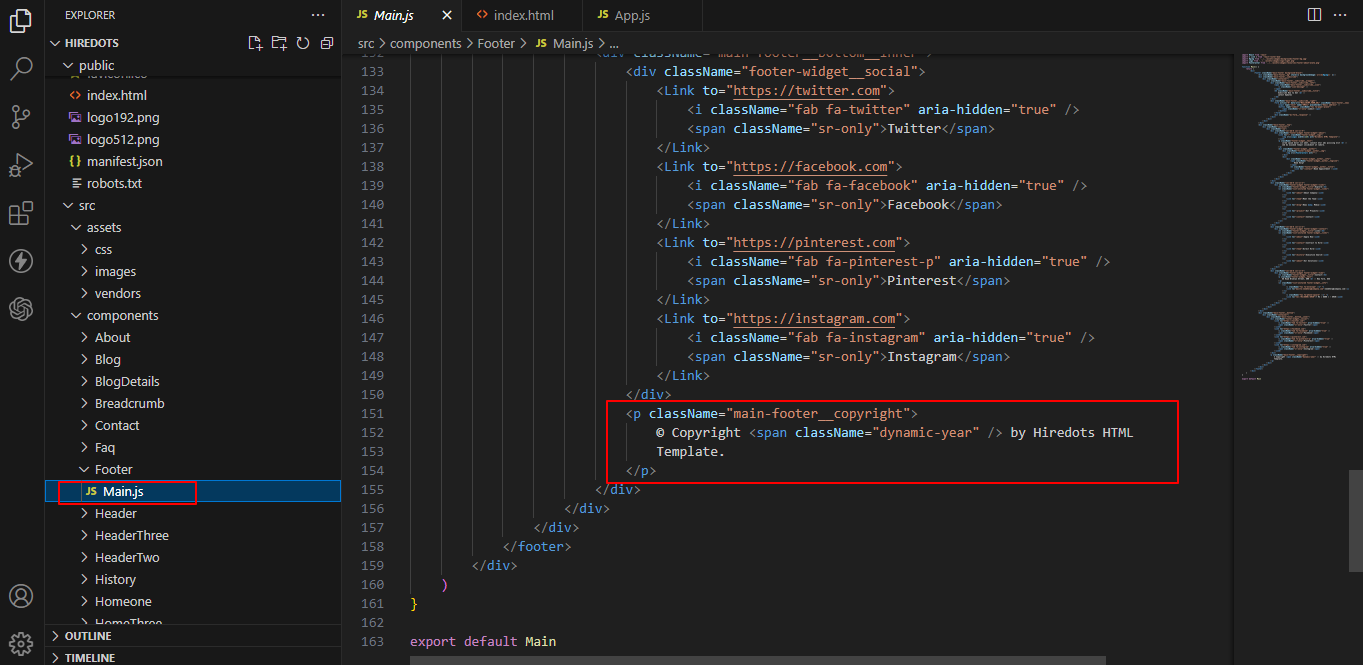 EXPLORER
HIREDOTS
public
favicon.ico
index.html
logo192.png
logo512.png
manifest.json
robots.txt
src
assets
css
images
vendors
components
About
Blog
BlogDetails
Breadcrumb
Contact
Faq
Footer
JS Main.js
Header
HeaderThree
HeaderTwo
History
Homeone
HomeThree
OUTLINE
TIMELINE
JS Main.js
index.html
JS App.js
src > components > Footer > JS Main.js > ...
132 <div className="main-footer__bottom__inner">
133 <div className="footer-widget__social">
134 <Link to="https://twitter.com">
135 <i className="fab fa-twitter" aria-hidden="true" />
136 <span className="sr-only">Twitter</span>
137 </Link>
138 <Link to="https://facebook.com">
139 <i className="fab fa-facebook" aria-hidden="true" />
140 <span className="sr-only">Facebook</span>
141 </Link>
142 <Link to="https://pinterest.com">
143 <i className="fab fa-pinterest-p" aria-hidden="true" />
144 <span className="sr-only">Pinterest</span>
145 </Link>
146 <Link to="https://instagram.com">
147 <i className="fab fa-instagram" aria-hidden="true" />
148 <span className="sr-only">Instagram</span>
149 </Link>
150 </div>
151 <p className="main-footer__copyright">
152 © Copyright <span className="dynamic-year" /> by Hiredots HTML
153 Template.
154 </p>
155 </div>
156 </div>
157 </div>
158 </footer>
159 </div>
160 )
161 }
162
163 export default Main